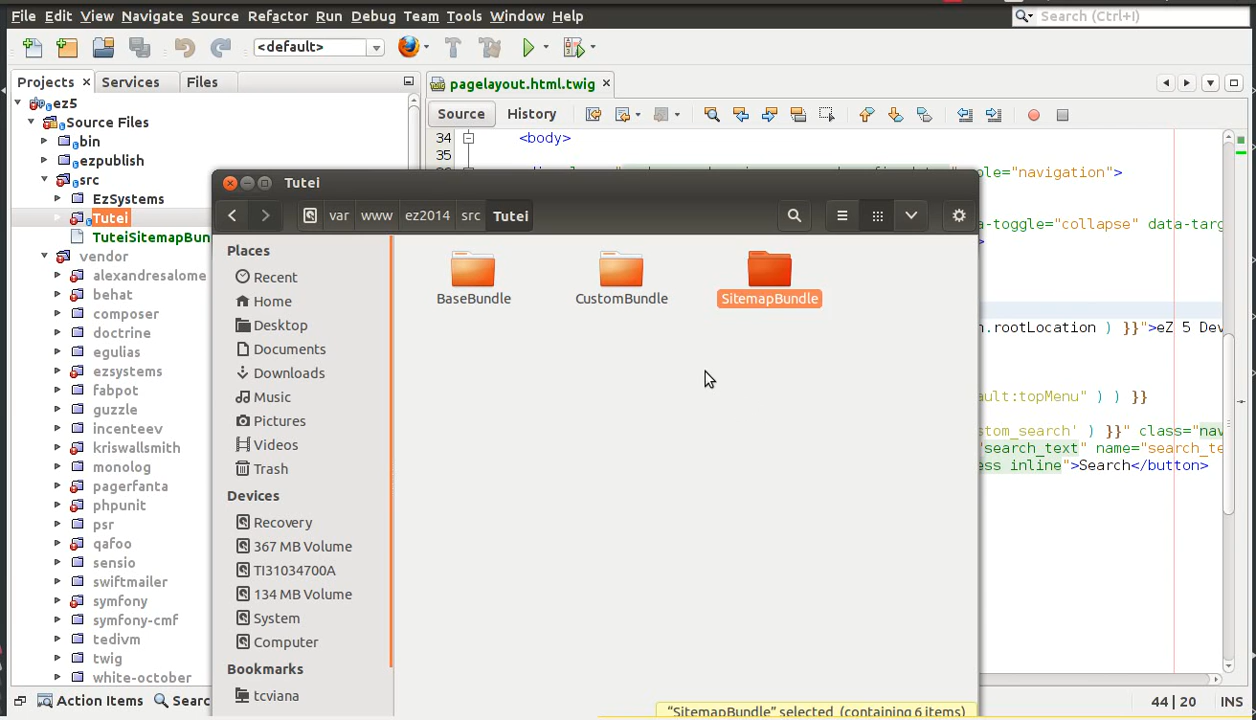 File Edit View Navigate Source Refactor Run Debug Team Tools Window Help
Search (Ctrl+I)
<default>
Projects Services Files
pagelayout.html.twig
Source History
ez5
Source Files
bin
ezpublish
src
EzSystems
Tutei
TuteiSitemapBun
vendor
alexandresalome
behat
composer
doctrine
egulias
ezsystems
fabpot
guzzle
incenteev
kriswallsmith
monolog
pagerfanta
phpunit
psr
qafoo
sensio
swiftmailer
symfony
symfony-cmf
tedivm
twig
white-october
34 <body>
35
ole="navigation">
ata-toggle="collapse" data-targ
n.rootLocation ) }}">eZ 5 Dev
ault:topMenu" ) ) }}
stom_search' ) }}" class="nav
search_text" name="search_te
ess inline">Search</button>
Tutei
var www ez2014 src Tutei
Places
Recent
Home
Desktop
Documents
Downloads
Music
Pictures
Videos
Trash
Devices
Recovery
367 MB Volume
TI31034700A
134 MB Volume
System
Computer
Bookmarks
tcviana
BaseBundle CustomBundle SitemapBundle
"SitemapBundle" selected (containing 6 items)
Action Items Searc
44 | 20 INS